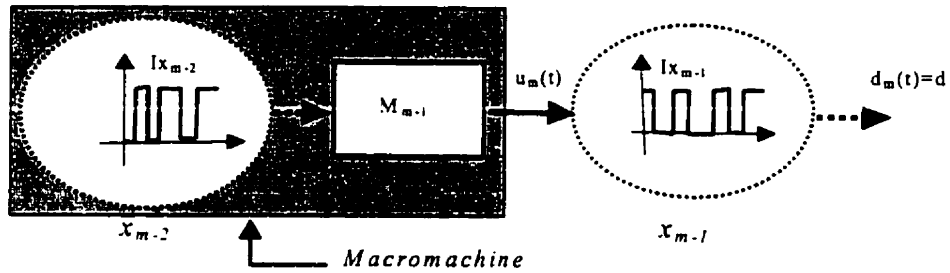 Ix_{m-2}
M_{m-1}
u_m(t)
Ix_{m-1}
d_m(t)=d
x_{m-2}
x_{m-1}
Macromachine